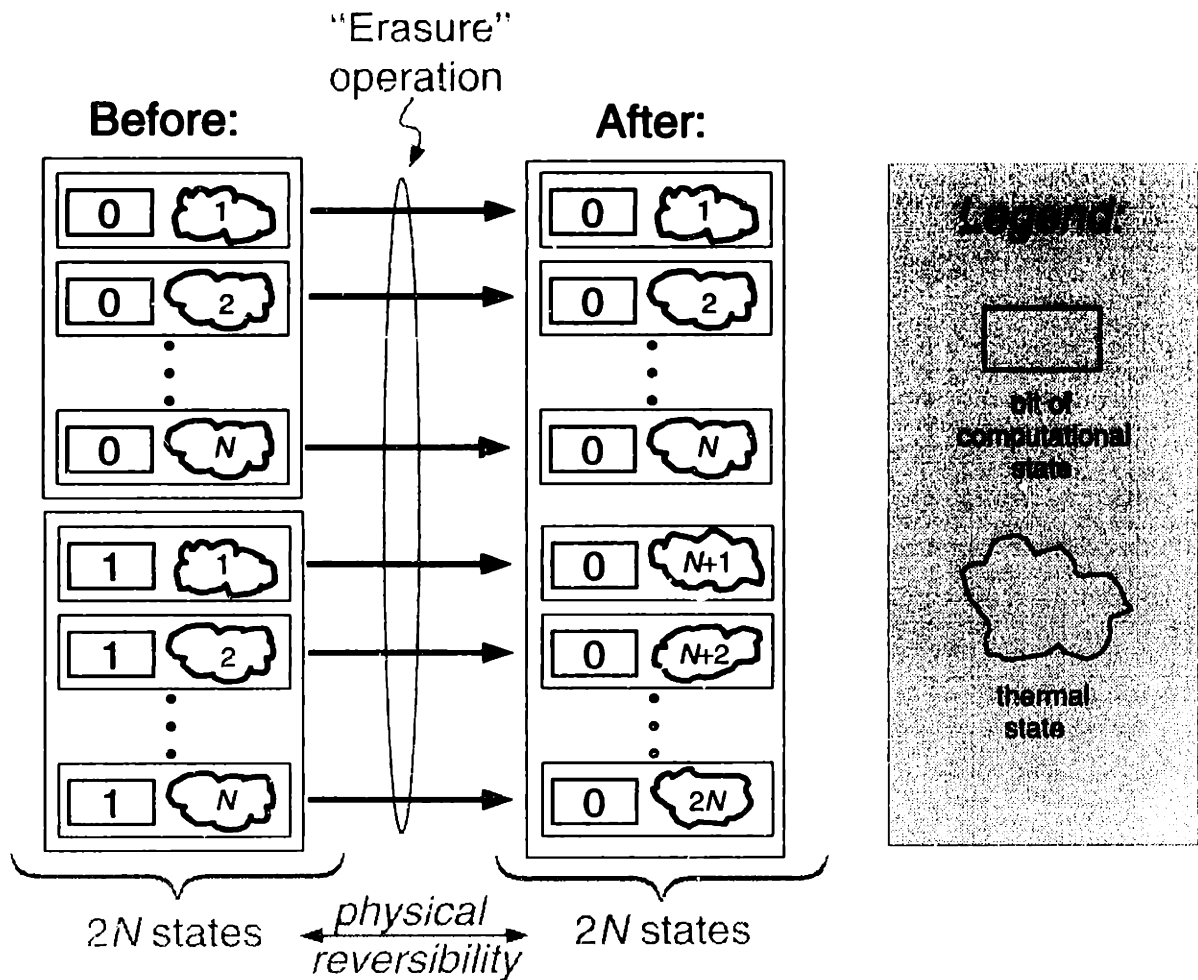 “Erasure”
operation
Before:
After:
0 1
0 2
0 N
1 1
1 2
1 N
2N states
0 1
0 2
0 N
0 N+1
0 N+2
0 2N
2N states
physical
reversibility
Legend:
bit of
computational
state
thermal
state